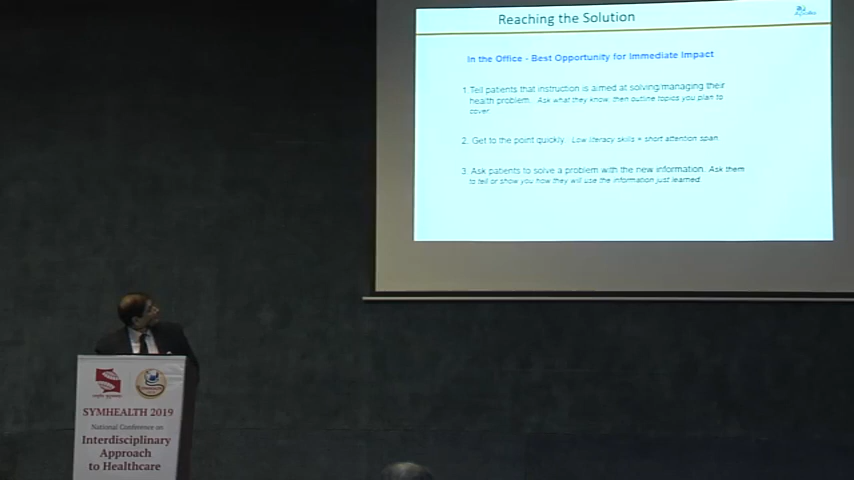 Reaching the Solution
In the Office - Best Opportunity for Immediate Impact
1. Tell patients that instruction is aimed at solving/managing their
health problem. Ask what they know, then outline topics you plan to
cover.
2. Get to the point quickly. Low literacy skills = short attention span.
3. Ask patients to solve a problem with the new information. Ask them
to tell or show you how they will use the information just learned.
SYMHEALTH 2019
National Conference on
Interdisciplinary
Approach
to Healthcare